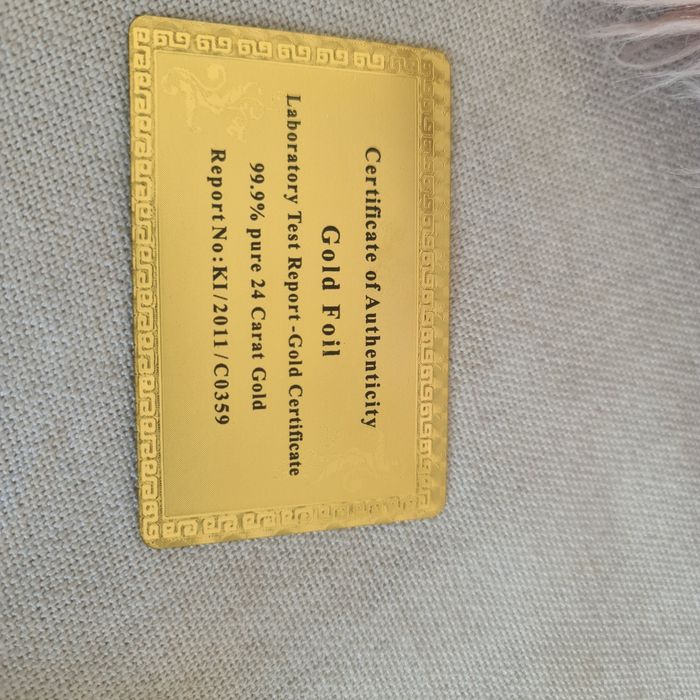 Certificate of Authenticity
Gold Foil
Laboratory Test Report-Gold Certificate
99.9% pure 24 Carat Gold
Report No:KI/2011/C0359